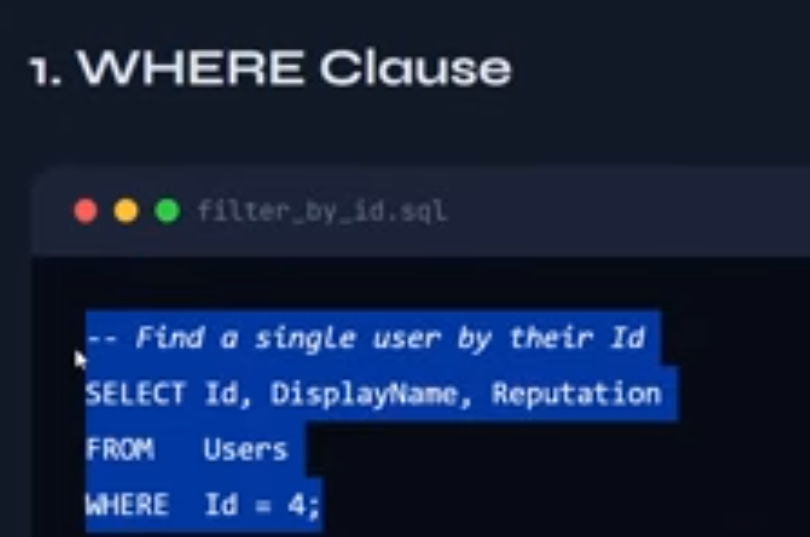 1. WHERE Clause
filter_by_id.sql
-- Find a single user by their Id
SELECT Id, DisplayName, Reputation
FROM   Users
WHERE  Id = 4;